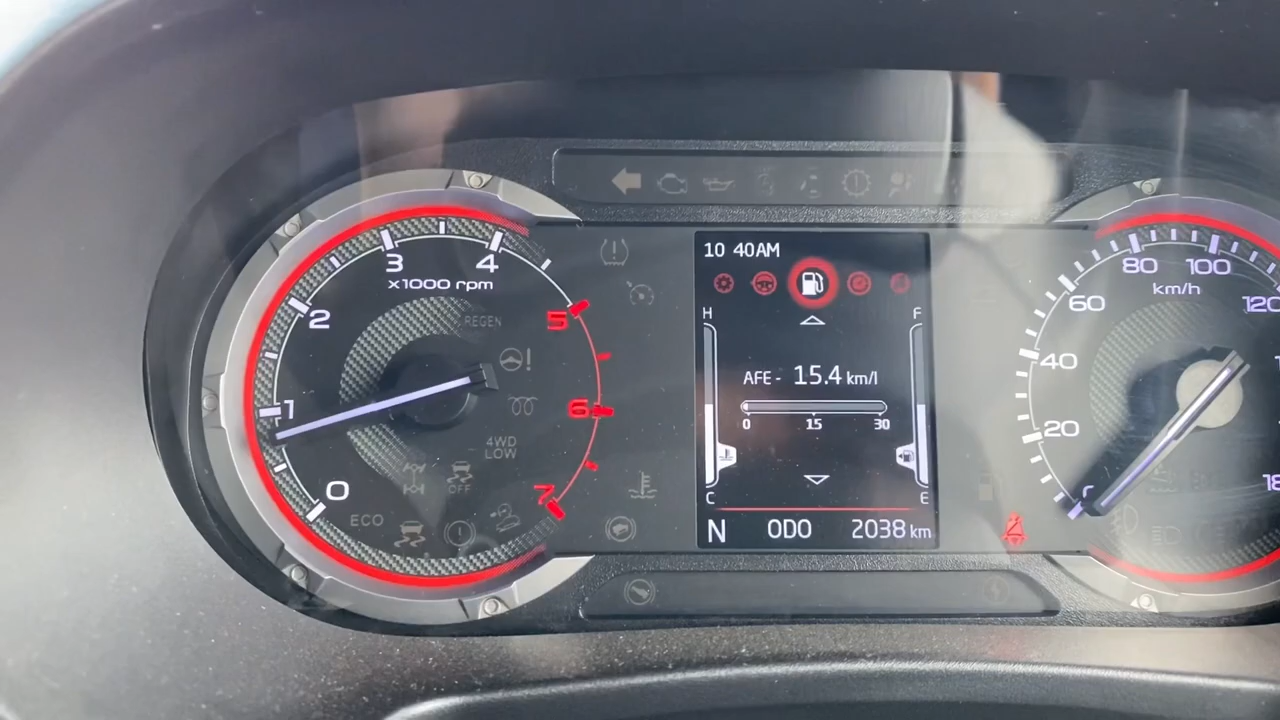 10 40AM
3 4
x1000 rpm
2
5
1
6
0
7
REGEN
4WD
LOW
OFF
ECO
H F
AFE - 15.4 km/l
0 15 30
C E
N ODO 2038 km
80 100
km/h
60
120
40
20